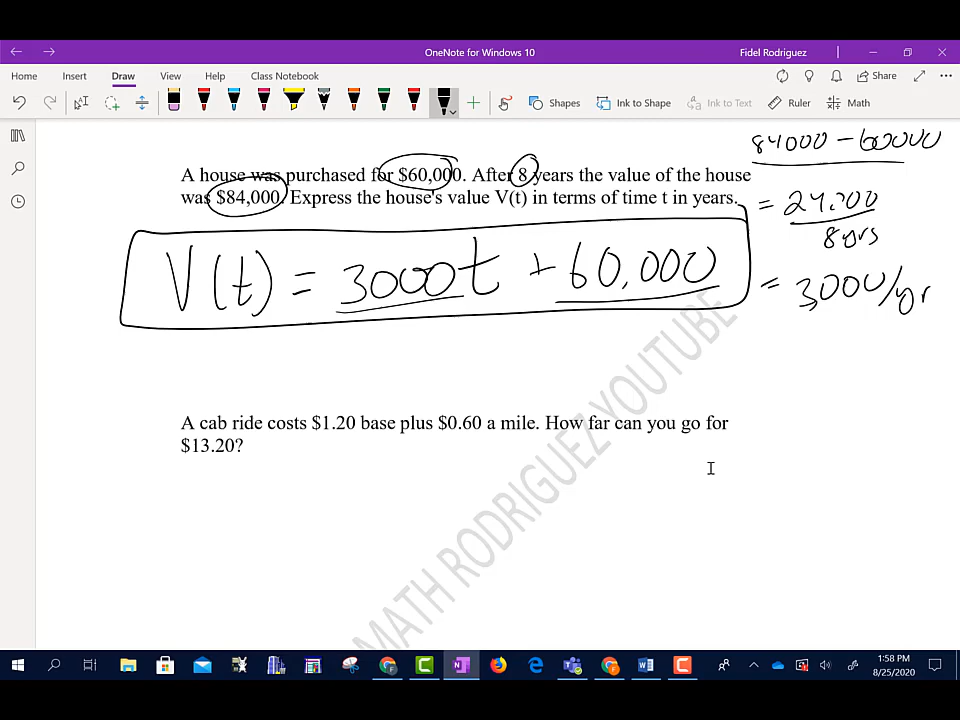 OneNote for Windows 10
Fidel Rodriguez
Home Insert Draw View Help Class Notebook
Share
Shapes Ink to Shape Ink to Text Ruler Math
84000 - 60000
A house was purchased for $60,000. After 8 years the value of the house
was $84,000. Express the house's value V(t) in terms of time t in years.
= 24,000
8 yrs
V(t) = 3000t + 60,000
= 3000/yr
A cab ride costs $1.20 base plus $0.60 a mile. How far can you go for
$13.20?
MATH RODRIGUEZ YOUTUBE
1:58 PM
8/25/2020